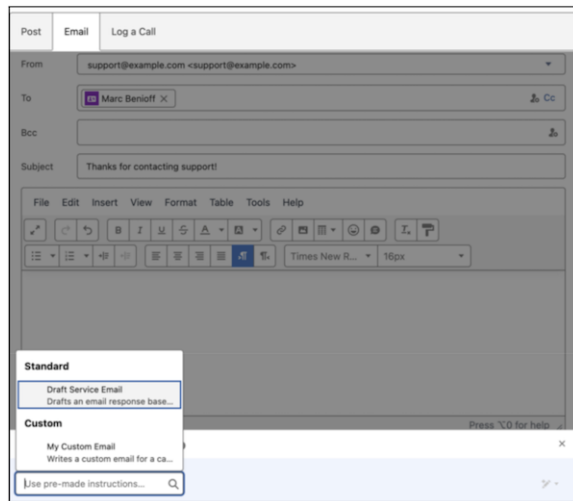 Post Email Log a Call
From support@example.com <support@example.com>
To Marc Benioff Cc
Bcc
Subject Thanks for contacting support!
File Edit Insert View Format Table Tools Help
B I U S A
Times New R... 16px
Standard
Draft Service Email
Drafts an email response base...
Press ⌥0 for help
Custom
My Custom Email
Writes a custom email for a ca...
Use pre-made instructions...